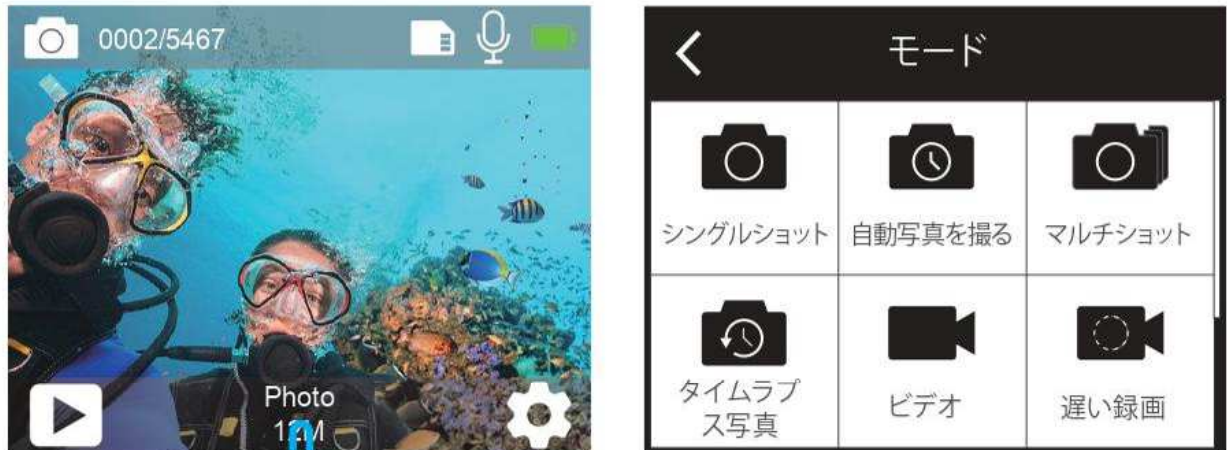 0002/5467
Photo
12M
モード
シングルショット
自動写真を撮る
マルチショット
タイムラプ
ス写真
ビデオ
遅い録画